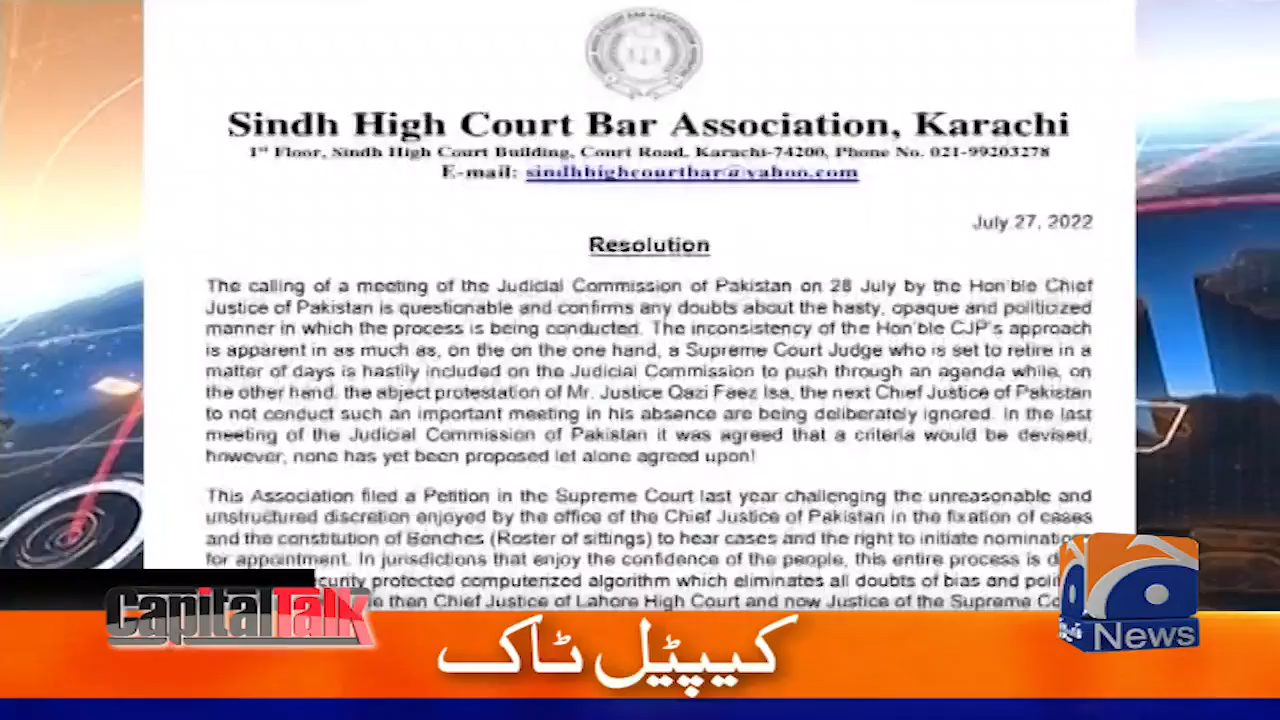 Sindh High Court Bar Association, Karachi
1st Floor, Sindh High Court Building, Court Road, Karachi-74200, Phone No. 021-99203278
E-mail: sindhhighcourtbar@yahoo.com
July 27, 2022
Resolution
The calling of a meeting of the Judicial Commission of Pakistan on 28 July by the Hon'ble Chief
Justice of Pakistan is questionable and confirms any doubts about the hasty, opaque and politicized
manner in which the process is being conducted. The inconsistency of the Hon'ble CJP's approach
is apparent in as much as, on the on the one hand, a Supreme Court Judge who is set to retire in a
matter of days is hastily included on the Judicial Commission to push through an agenda while, on
the other hand, the abject protestation of Mr. Justice Qazi Faez Isa, the next Chief Justice of Pakistan
to not conduct such an important meeting in his absence are being deliberately ignored. In the last
meeting of the Judicial Commission of Pakistan it was agreed that a criteria would be devised,
however, none has yet been proposed let alone agreed upon!
This Association filed a Petition in the Supreme Court last year challenging the unreasonable and
unstructured discretion enjoyed by the office of the Chief Justice of Pakistan in the fixation of cases
and the constitution of Benches (Roster of sittings) to hear cases and the right to initiate
for appointment. In jurisdictions that enjoy the confidence of the people, this entire process is
protected computerized algorithm which eliminates all doubts of bias and
then Chief Justice of Lahore High Court and now Justice of the Supreme
Capital Talk
کیپیٹل ٹاک
News